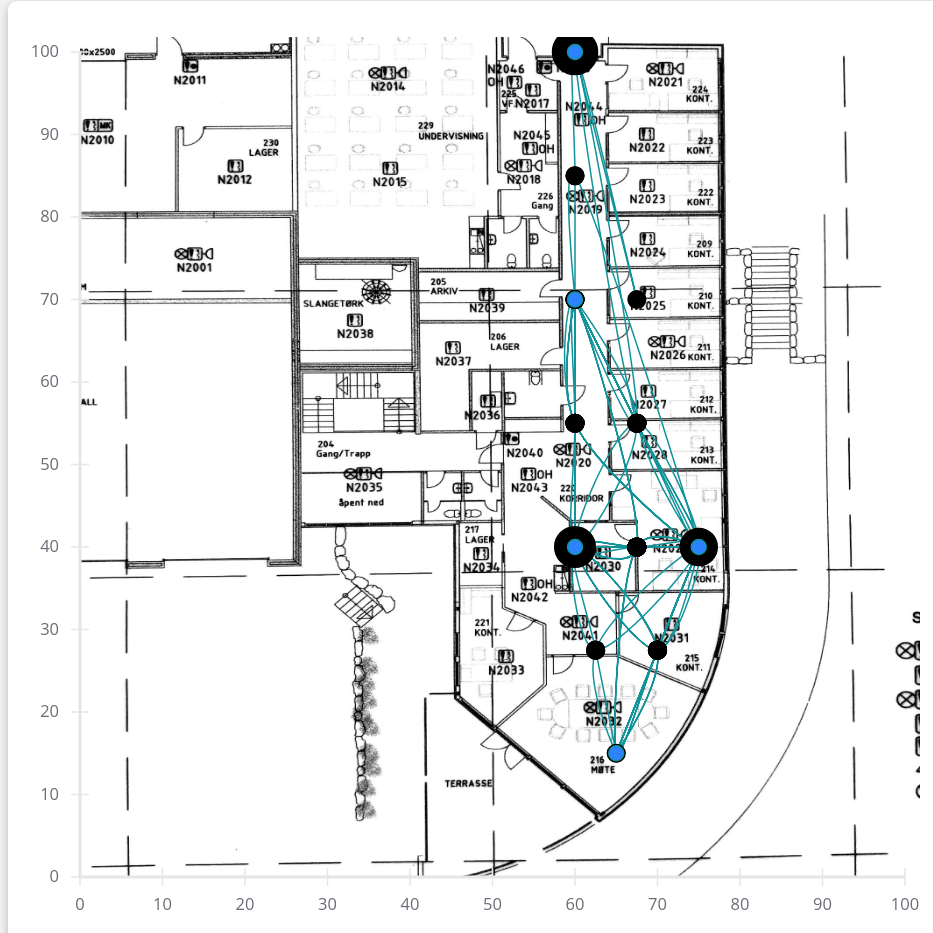 100
90
80
70
60
50
40
30
20
10
0
0
10
20
30
40
50
60
70
80
90
100
N2011
N2010
230
LAGER
N2012
N2001
N2014
229
UNDERVISNING
N2015
N2046
OH
225
VF.
N2017
N2044
OH
N2045
OH
N2018
226
Gang
N2019
N2021
224
KONT.
N2022
223
KONT.
N2023
222
KONT.
N2024
209
KONT.
N2025
210
KONT.
N2026
211
KONT.
N2027
212
KONT.
N2028
213
KONT.
205
ARKIV
N2039
SLANGETØRK
N2038
206
LAGER
N2037
N2036
ALL
204
Gang/Trapp
N2035
åpent ned
N2040
N2020
OH
N2043
KORRIDOR
217
LAGER
N2034
N2030
214
KONT.
OH
N2042
221
KONT.
N2033
N2041
N2031
215
KONT.
N2032
216
MØTE
TERRASSE